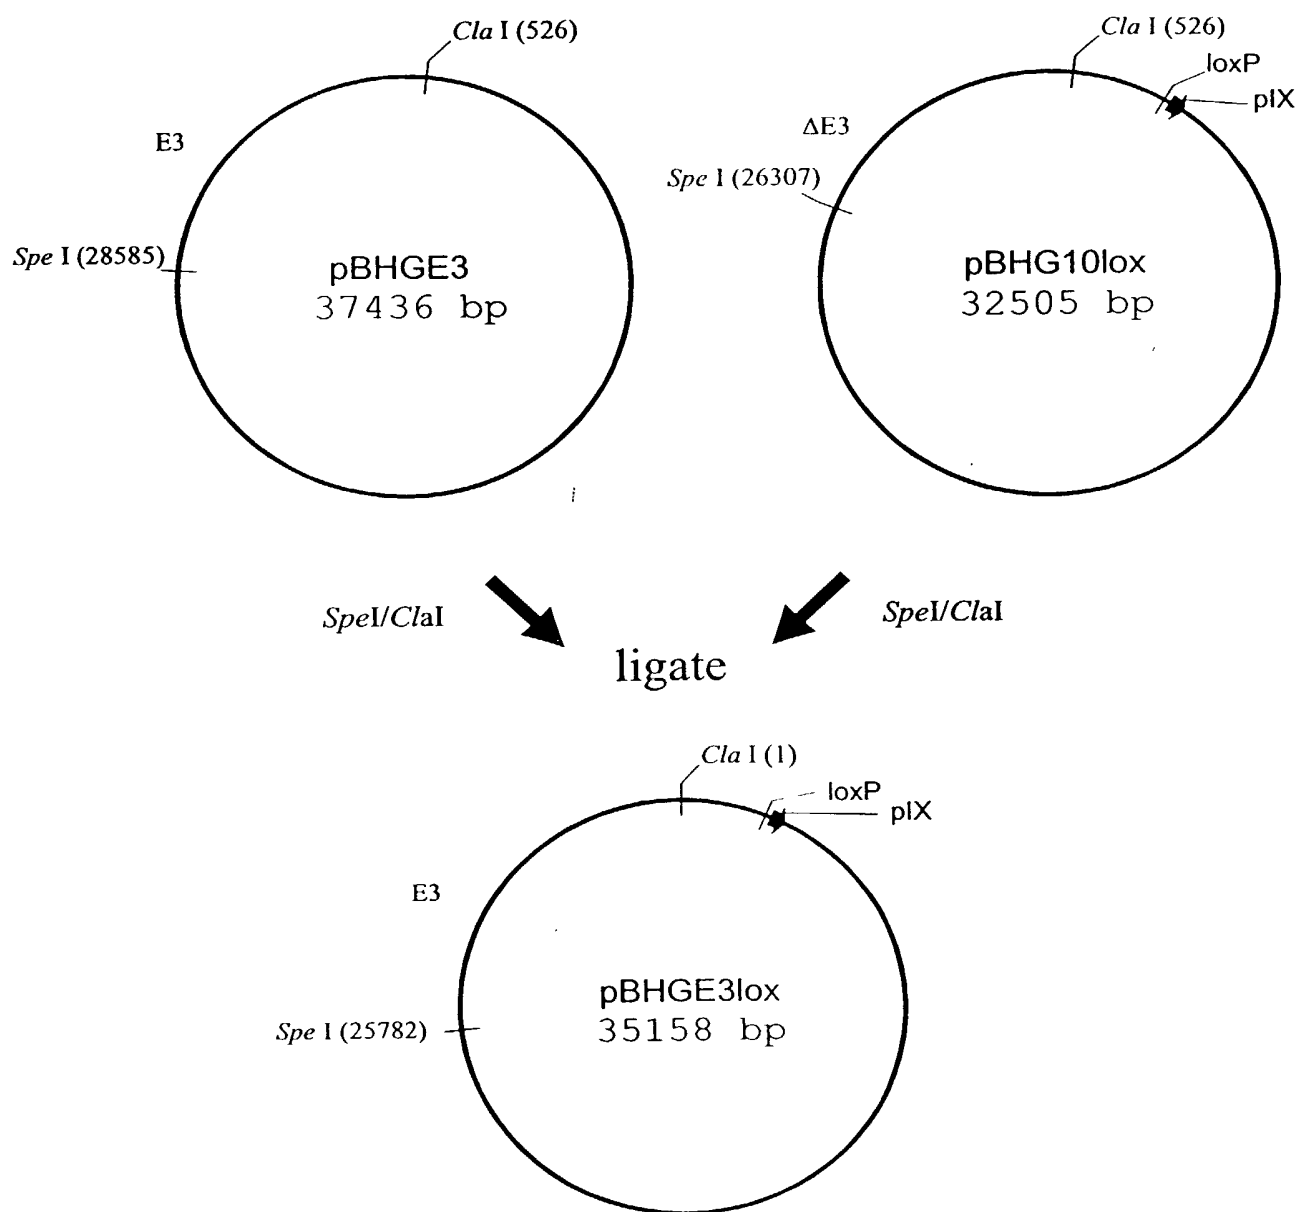 Cla I (526)
E3
Spe I (28585)
pBHGE3
37436 bp
Cla I (526)
loxP
pIX
ΔE3
Spe I (26307)
pBHG10lox
32505 bp
SpeI/ClaI
SpeI/ClaI
ligate
Cla I (1)
loxP
pIX
E3
Spe I (25782)
pBHGE3lox
35158 bp